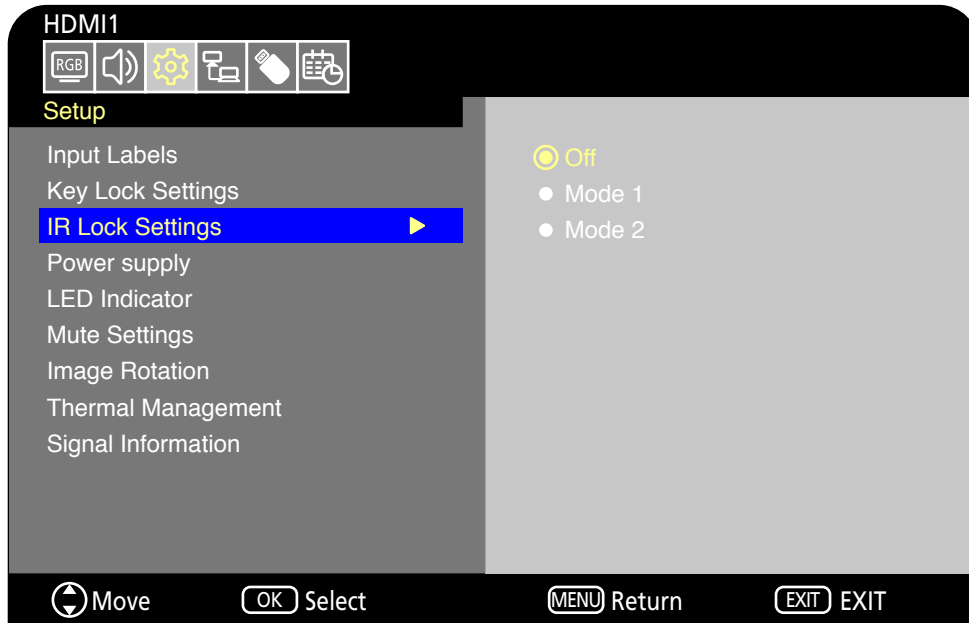 HDMI1
RGB
Setup
Input Labels
Key Lock Settings
IR Lock Settings
Power supply
LED Indicator
Mute Settings
Image Rotation
Thermal Management
Signal Information
Off
Mode 1
Mode 2
Move OK Select MENU Return EXIT EXIT